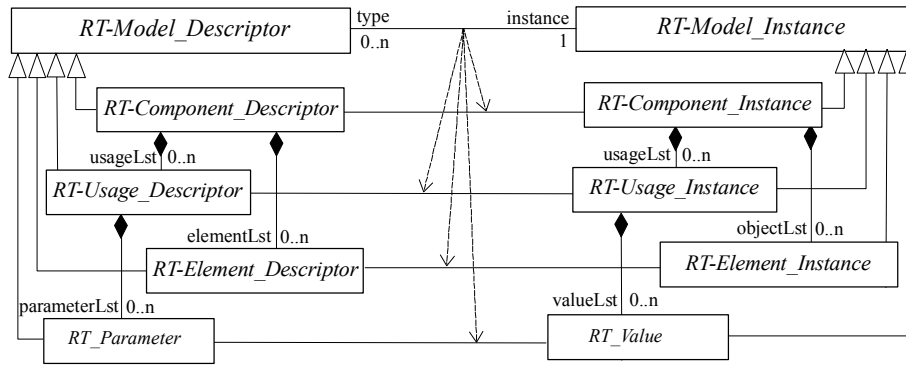 type instance
RT-Model_Descriptor RT-Model_Instance
0..n 1
RT-Component_Descriptor RT-Component_Instance
usageLst 0..n usageLst 0..n
RT-Usage_Descriptor RT-Usage_Instance
elementLst 0..n objectLst 0..n
RT-Element_Descriptor RT-Element_Instance
parameterLst 0..n valueLst 0..n
RT_Parameter RT_Value